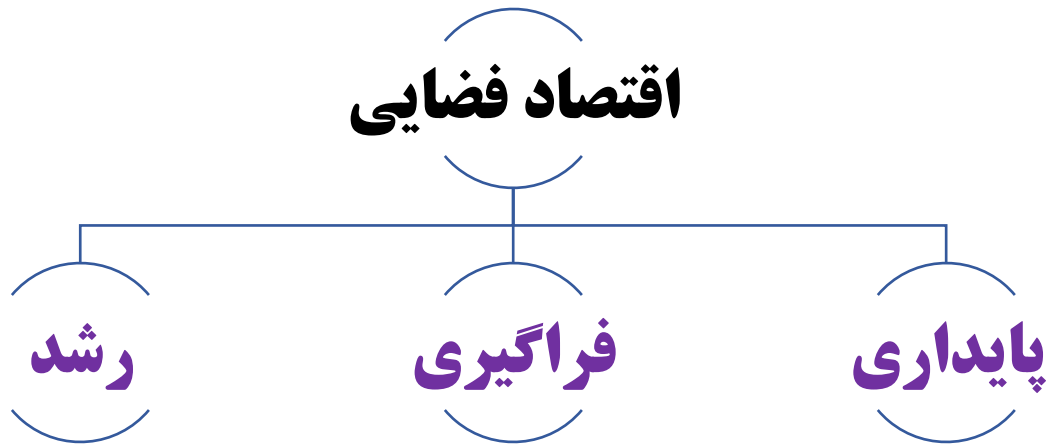 اقتصاد فضایی
پایداری
فراگیری
رشد